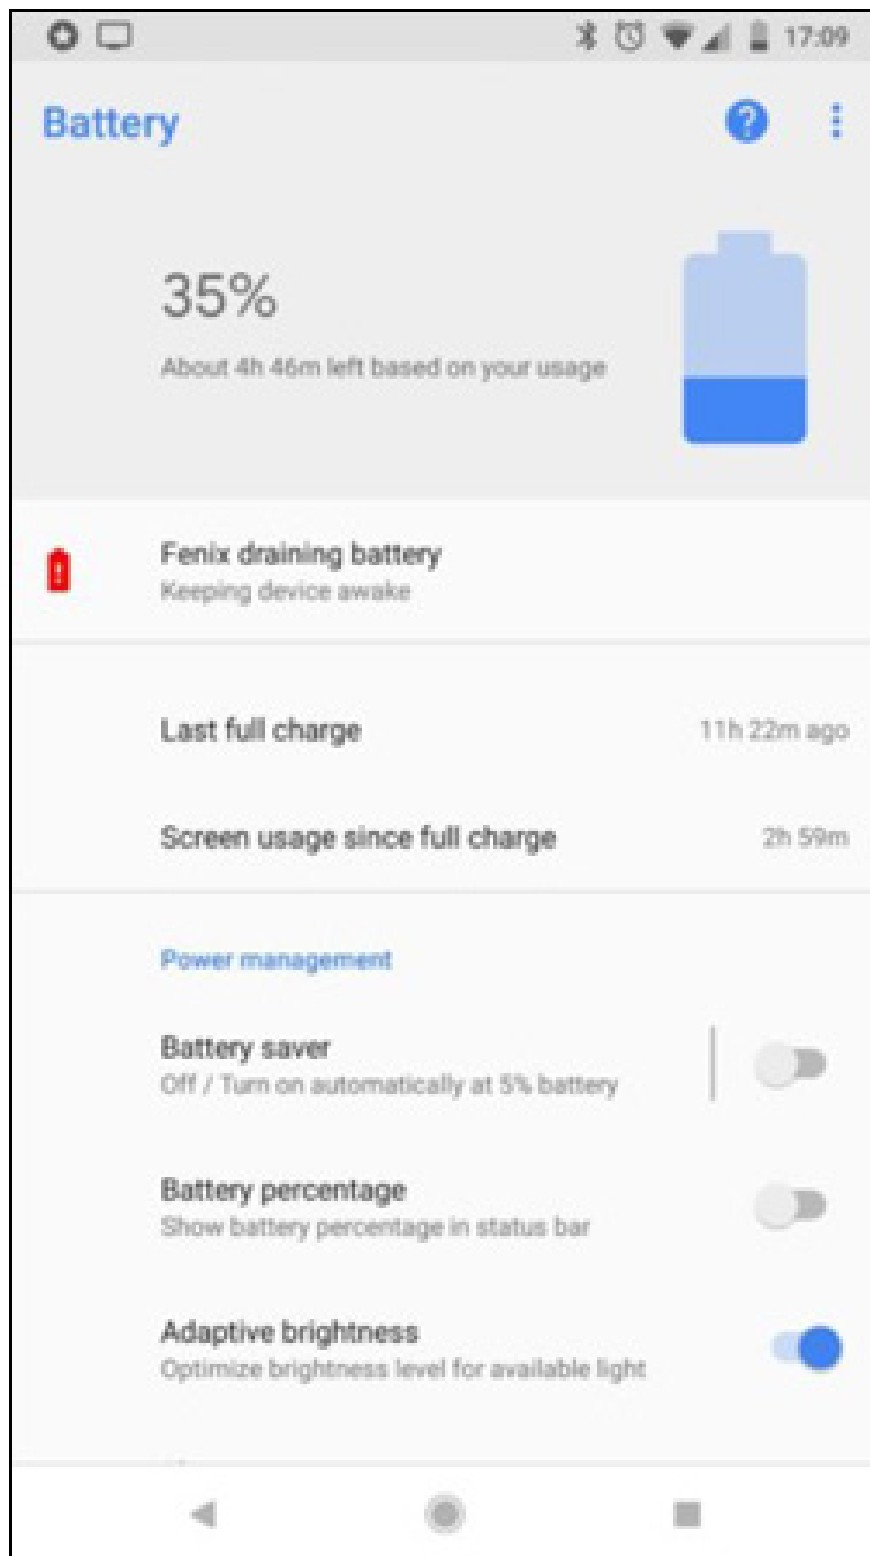 17:09
Battery
35%
About 4h 46m left based on your usage
Fenix draining battery
Keeping device awake
Last full charge 11h 22m ago
Screen usage since full charge 2h 59m
Power management
Battery saver
Off / Turn on automatically at 5% battery
Battery percentage
Show battery percentage in status bar
Adaptive brightness
Optimize brightness level for available light